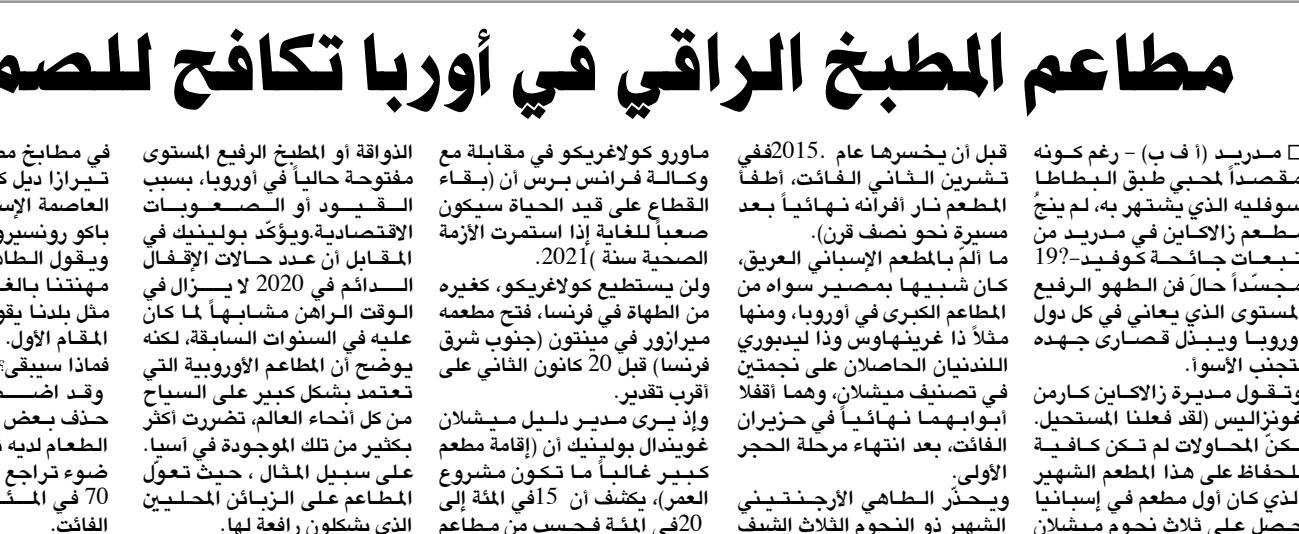 مطاعم المطبخ الراقي في أوربا تكافح
□ مدريد (أ ف ب) – رغم كونه
مقصداً لمحبي طبق البطاطا
سوفليه الذي يشتهر به، لم ينجُ
مطعم زالاكاين في مدريد من
تبعات جائحة كوفيد–?19
مجسّداً حالَ فن الطهو الرفيع
المستوى الذي يعاني في كل دول
أوروبا ويبذل قصارى جهده
لتجنب الأسوأ.
وتقول مديرة زالاكاين كارمن
غونزاليس (لقد فعلنا المستحيل.
لكنّ المحاولات لم تكن كافية
للحفاظ على هذا المطعم الشهير
الذي كان أول مطعم في إسبانيا
حصل على ثلاث نجوم ميشلان
قبل أن يخسرها عام .2015ففي
تشرين الثاني الفائت، أطفأ
المطعم نار أفرانه نهائياً بعد
مسيرة نحو نصف قرن).
ما ألمّ بالمطعم الإسباني العريق،
كان شبيها بمصير سواه من
المطاعم الكبرى في أوروبا، ومنها
مثلاً ذا غرينهاوس وذا ليدبوري
اللندنيان الحاصلان على نجمتين
في تصنيف ميشلان، وهما أقفلا
أبوابهما نهائياً في حزيران
الفائت، بعد انتهاء مرحلة الحجر
الأولى.
ويحذّر الطاهي الأرجنتيني
الشهير ذو النجوم الثلاث الشيف
ماورو كولاغريكو في مقابلة مع
وكالة فرانس برس أن (بقاء
القطاع على قيد الحياة سيكون
صعباً للغاية إذا استمرت الأزمة
الصحية سنة )2021.
ولن يستطيع كولاغريكو، كغيره
من الطهاة في فرنسا، فتح مطعمه
ميرازور في مينتون (جنوب شرق
فرنسا) قبل 20 كانون الثاني على
أقرب تقدير.
وإذ يرى مدير دليل ميشلان
غويندال بولينيك أن (إقامة مطعم
كبير غالباً ما تكون مشروع
العمر)، يكشف أن 15في المئة إلى
20في المئة فحسب من مطاعم
الذواقة أو المطبخ الرفيع المستوى
مفتوحة حالياً في أوروبا، بسبب
القيود أو الصعوبات
الاقتصادية.ويؤكّد بولينيك في
المقابل أن عدد حالات الإقفال
الدائم في 2020 لا يزال في
الوقت الراهن مشابهاً لما كان
عليه في السنوات السابقة، لكنه
يوضح أن المطاعم الأوروبية التي
تعتمد بشكل كبير على السياح
من كل أنحاء العالم، تضررت أكثر
بكثير من تلك الموجودة في آسيا.
على سبيل المثال ، حيث تعوّل
المطاعم على الزبائن المحليين
الذي يشكلون رافعة لها.
في مطابخ
تيرازا ديل
العاصمة
باكو رونسيرو
ويقول
مهنتنا
مثل بلدنا
المقام الأول.
فماذا سيبقى؟
وقد
حذف بعض
الطعام لديه
ضوء تراجع
70 في
الفائت.